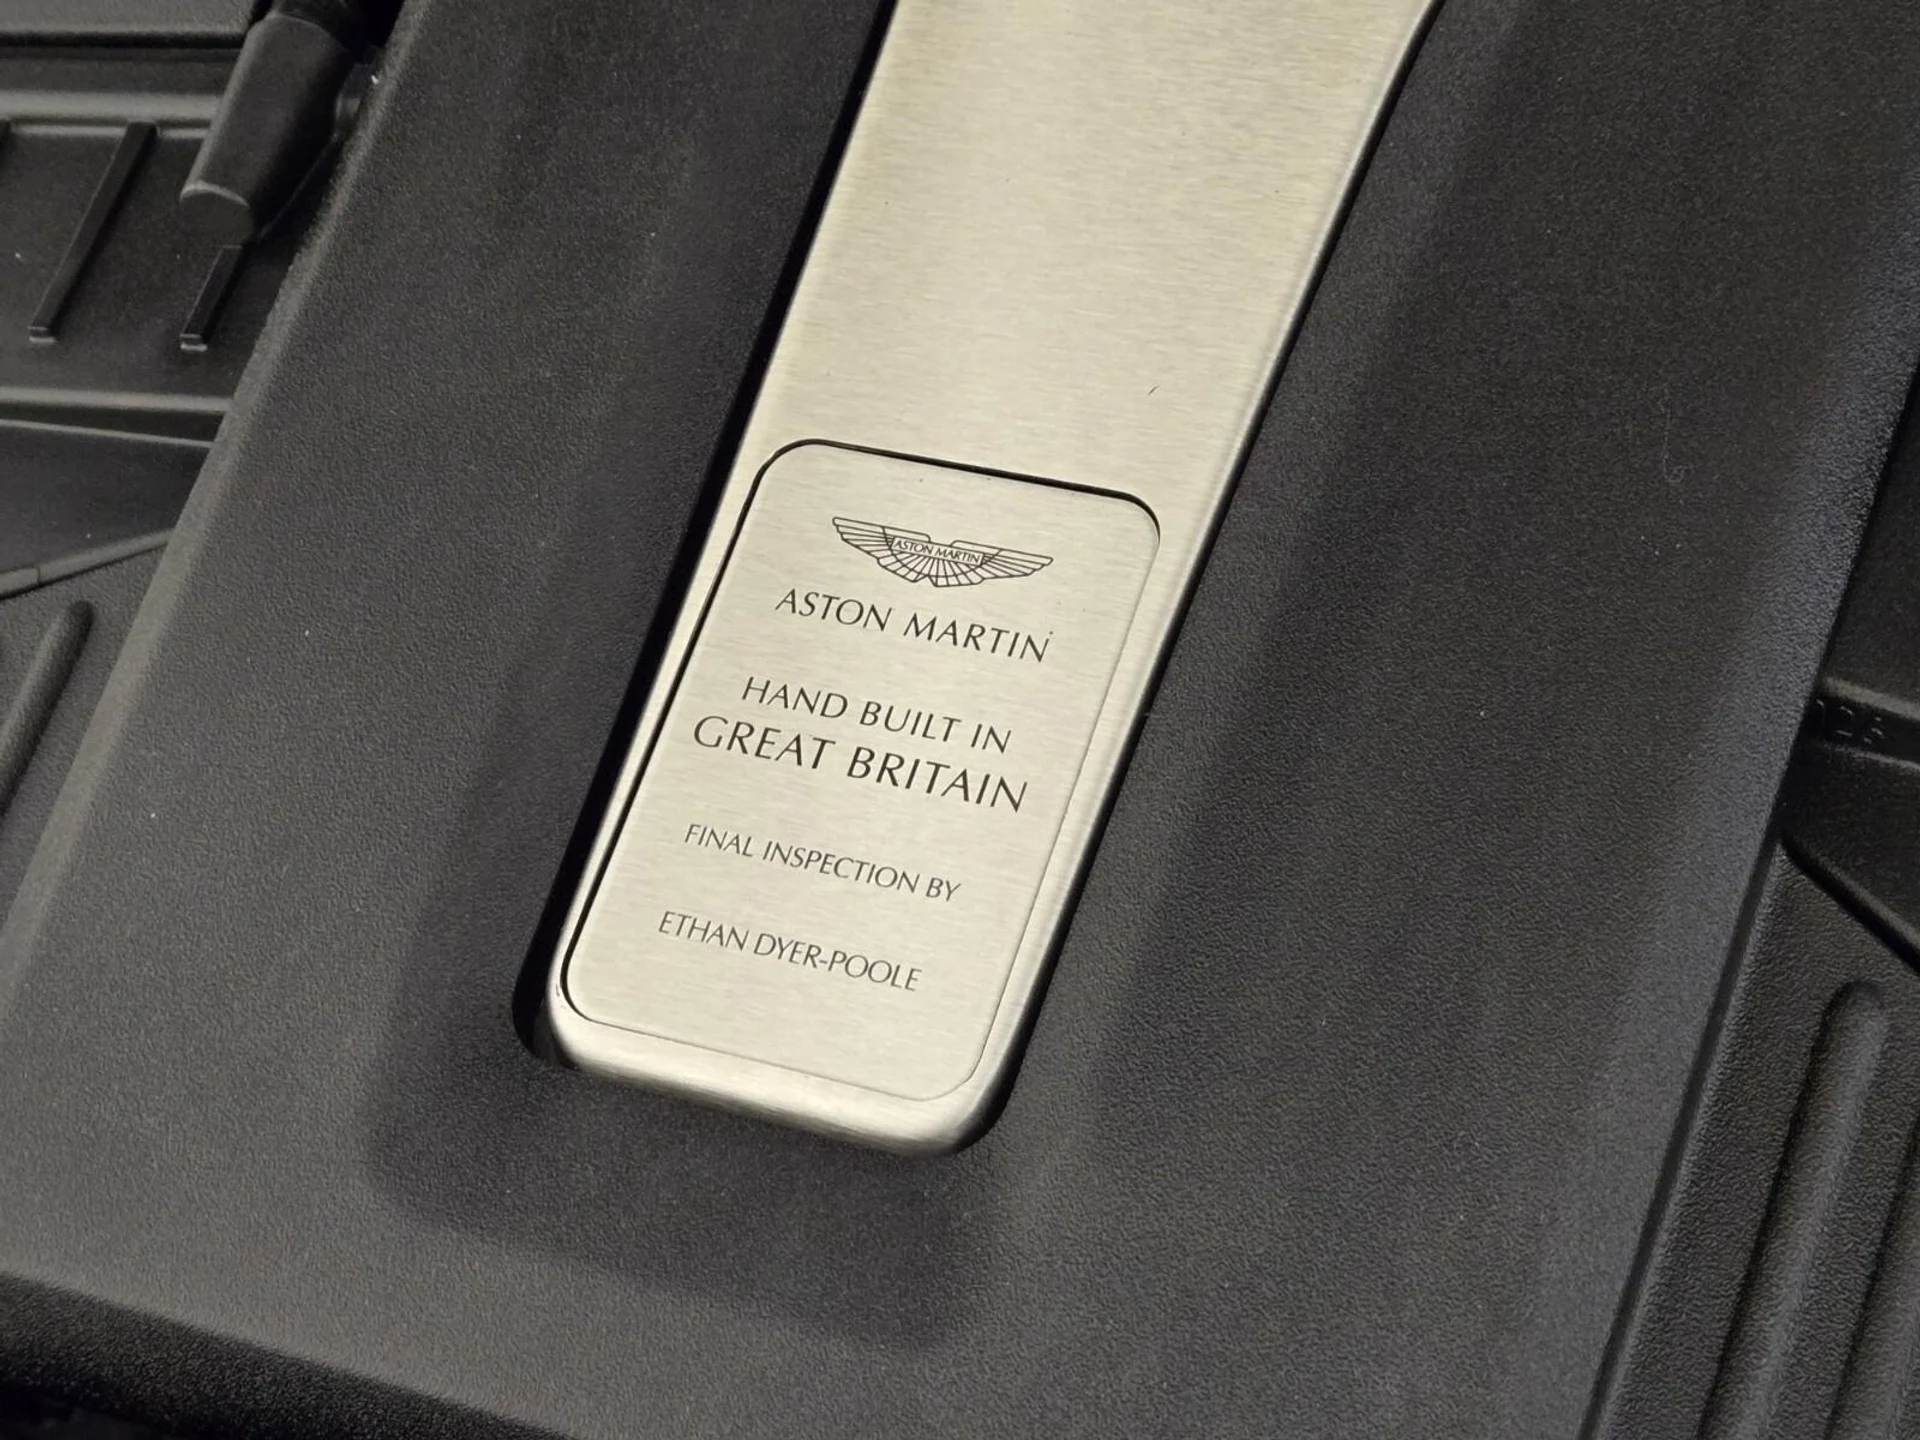 ASTON MARTIN
ASTON MARTIN
HAND BUILT IN
GREAT BRITAIN
FINAL INSPECTION BY
ETHAN DYER-POOLE